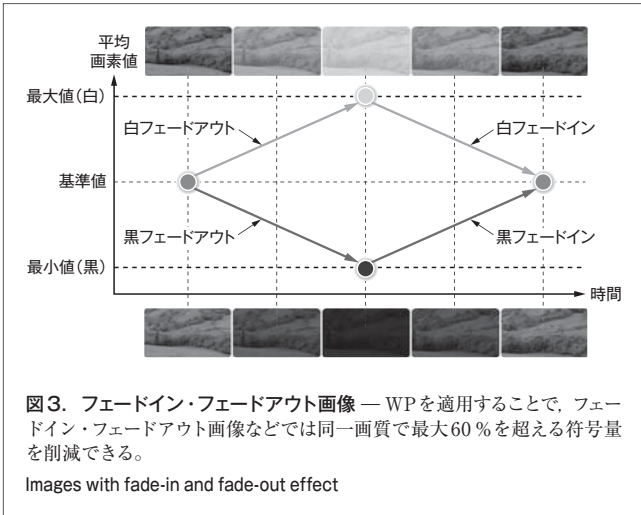 平均
画素値
最大値(白)
白フェードアウト
白フェードイン
基準値
黒フェードアウト
黒フェードイン
最小値(黒)
時間
図3. フェードイン・フェードアウト画像 — WPを適用することで,フェー
ドイン・フェードアウト画像などでは同一画質で最大60 %を超える符号量
を削減できる。
Images with fade-in and fade-out effect